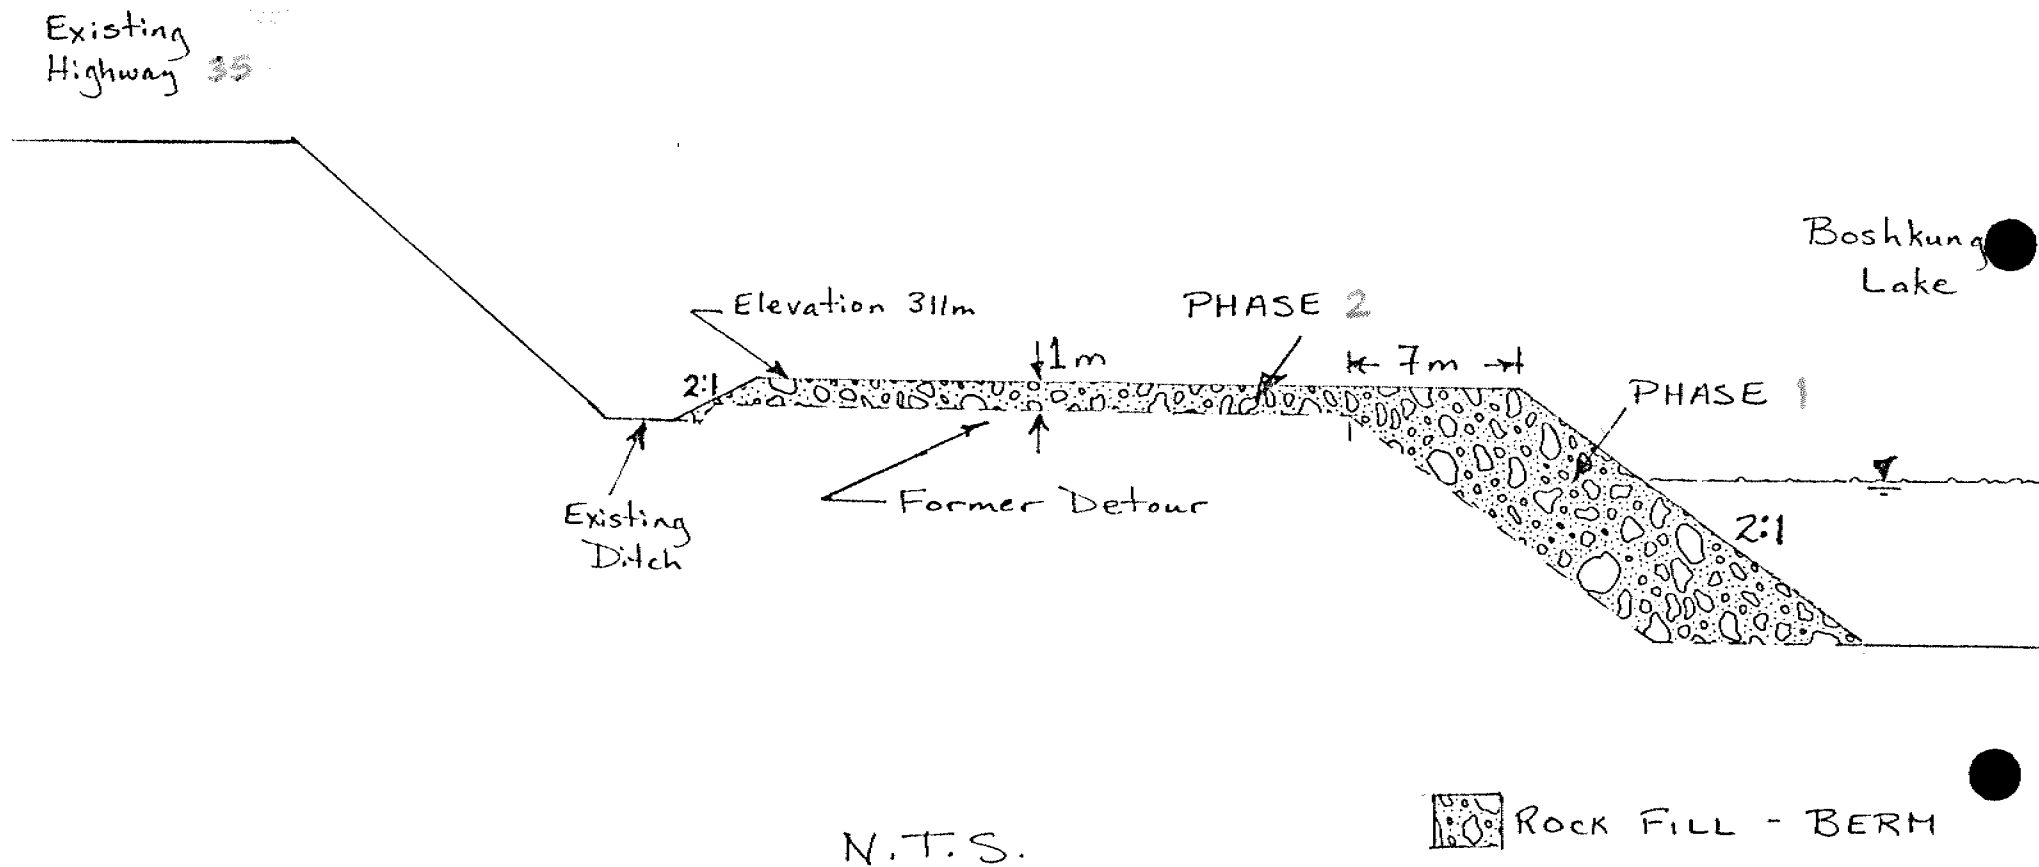 Existing
Highway 35
Boshkung
Lake
Elevation 311m
PHASE 2
1m
7m
2:1
PHASE 1
Former Detour
Existing
Ditch
2:1
ROCK FILL - BERM
N.T.S.